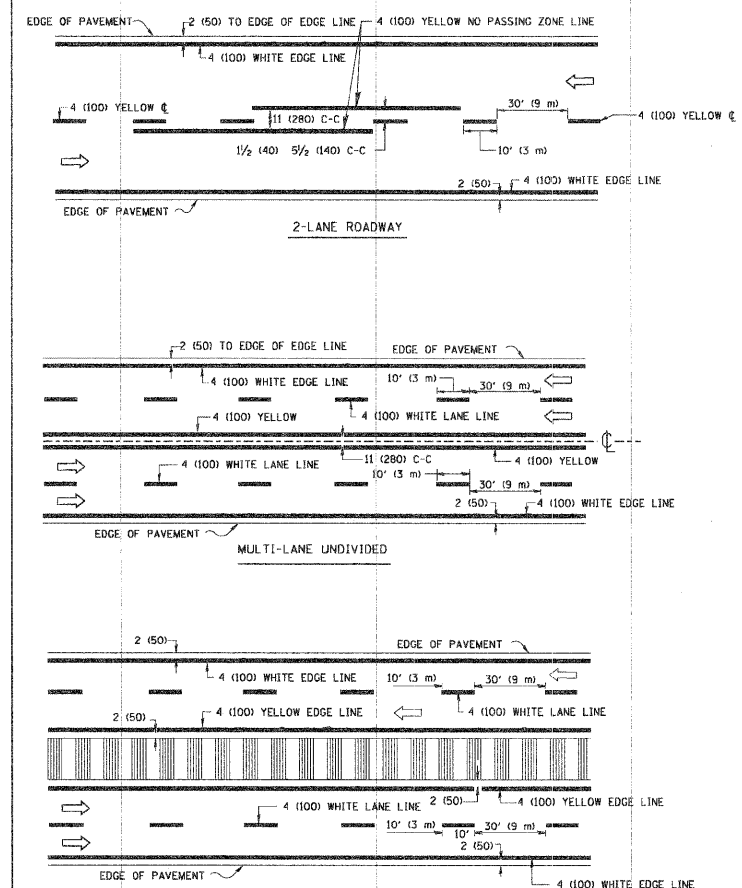 EDGE OF PAVEMENT 2 (50) TO EDGE OF EDGE LINE 4 (100) YELLOW NO PASSING ZONE LINE
4 (100) WHITE EDGE LINE
30' (9 m)
4 (100) YELLOW ℄ 11 (280) C-C 4 (100) YELLOW ℄
1½ (40) 5½ (140) C-C 10' (3 m)
2 (50) 4 (100) WHITE EDGE LINE
EDGE OF PAVEMENT
2-LANE ROADWAY
2 (50) TO EDGE OF EDGE LINE EDGE OF PAVEMENT
4 (100) WHITE EDGE LINE 10' (3 m) 30' (9 m)
4 (100) YELLOW 4 (100) WHITE LANE LINE
℄
4 (100) WHITE LANE LINE 11 (280) C-C 4 (100) YELLOW
10' (3 m)
30' (9 m)
2 (50) 4 (100) WHITE EDGE LINE
EDGE OF PAVEMENT
MULTI-LANE UNDIVIDED
2 (50) EDGE OF PAVEMENT
4 (100) WHITE EDGE LINE 10' (3 m) 30' (9 m)
2 (50) 4 (100) YELLOW EDGE LINE 4 (100) WHITE LANE LINE
4 (100) WHITE LANE LINE 2 (50) 4 (100) YELLOW EDGE LINE
10' (3 m) 10' 30' (9 m)
2 (50)
EDGE OF PAVEMENT
4 (100) WHITE EDGE LINE